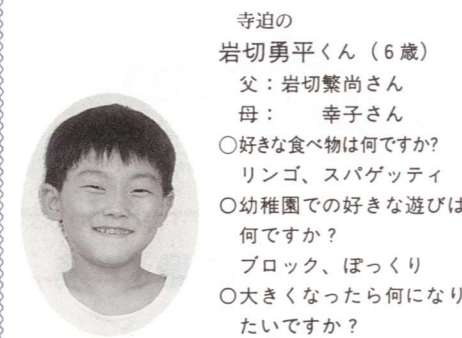 寺迫の
岩切勇平くん（6歳）
父：岩切繁尚さん
母：　　幸子さん
○好きな食べ物は何ですか?
リンゴ、スパゲッティ
○幼稚園での好きな遊びは
何ですか？
ブロック、ぽっくり
○大きくなったら何になり
たいですか？